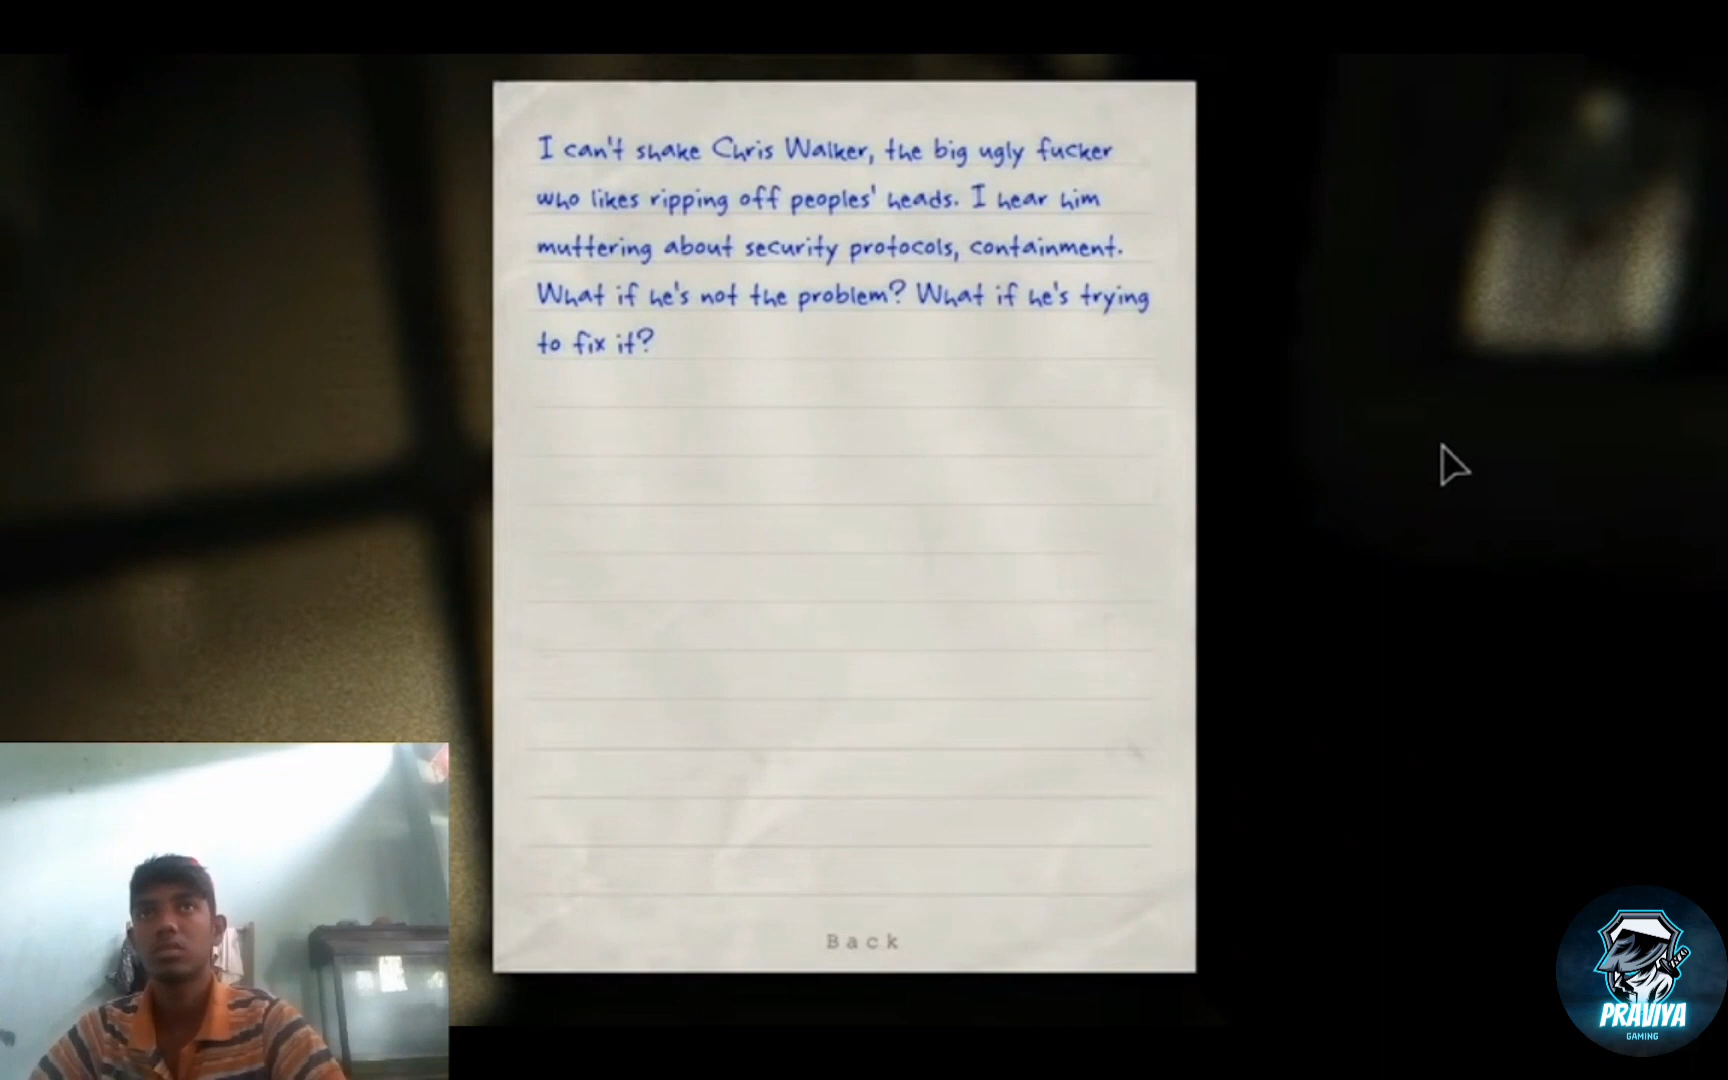 I can't shake Chris Walker, the big ugly fucker
who likes ripping off peoples' heads. I hear him
muttering about security protocols, containment.
What if he's not the problem? What if he's trying
to fix it?
Back
PRAVIYA
GAMING